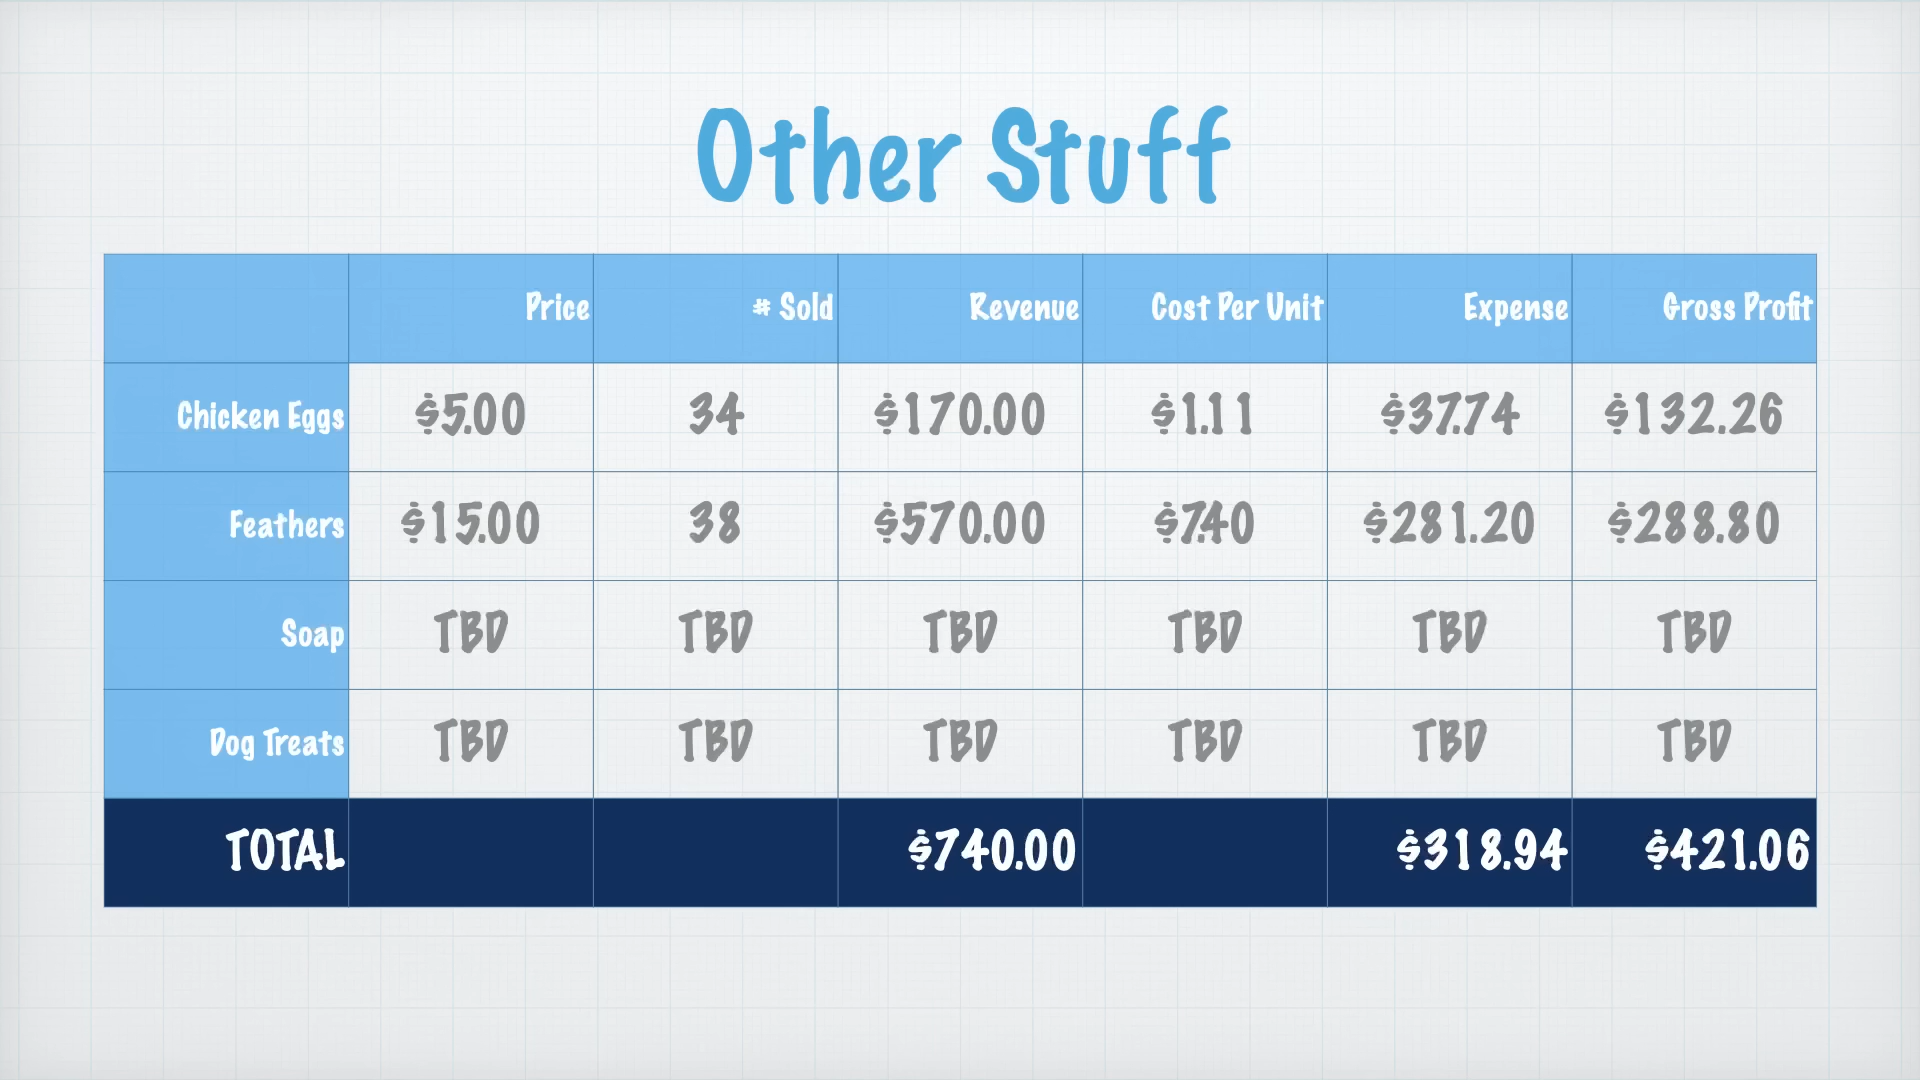 Other Stuff
Price # Sold Revenue Cost Per Unit Expense Gross Profit
Chicken Eggs $5.00 34 $170.00 $1.11 $37.74 $132.26
Feathers $15.00 38 $570.00 $7.40 $281.20 $288.80
Soap TBD TBD TBD TBD TBD TBD
Dog Treats TBD TBD TBD TBD TBD TBD
TOTAL $740.00 $318.94 $421.06